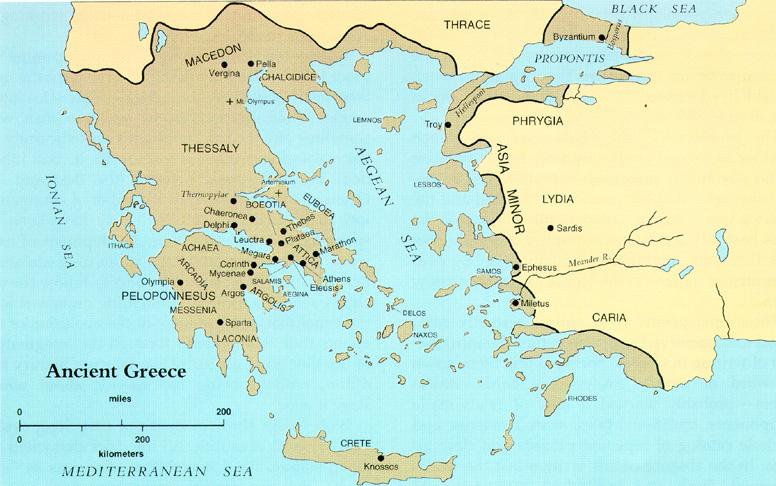 BLACK SEA
THRACE
Byzantium
Bosporus
MACEDON
PROPONTIS
Pella
Vergina
CHALCIDICE
Hellespont
Mt. Olympus
LEMNOS
Troy
PHRYGIA
THESSALY
AEGEAN SEA
ASIA MINOR
IONIAN SEA
Artemisium
LESBOS
Thermopylae
BOEOTIA
EUBOEA
LYDIA
Chaeronea
Delphi
Thebes
Sardis
Leuctra
Plataea
ITHACA
ACHAEA
Megara
ATTICA
Marathon
Corinth
Mycenae
SALAMIS
Athens
Eleusis
SAMOS
Ephesus
Meander R.
Olympia
ARCADIA
Argos
ARGOLIS
AEGINA
PELOPONNESUS
MESSENIA
Miletus
DELOS
CARIA
Sparta
NAXOS
LACONIA
Ancient Greece
miles
0 200
0 200
kilometers
RHODES
CRETE
Knossos
MEDITERRANEAN SEA